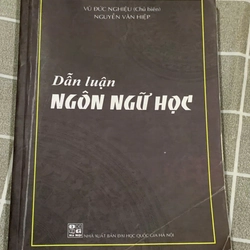 VŨ ĐỨC NGHIỆU (Chủ biên)
NGUYỄN VĂN HIỆP
Dẫn luận
NGÔN NGỮ HỌC
NHÀ XUẤT BẢN ĐẠI HỌC QUỐC GIA HÀ NỘI